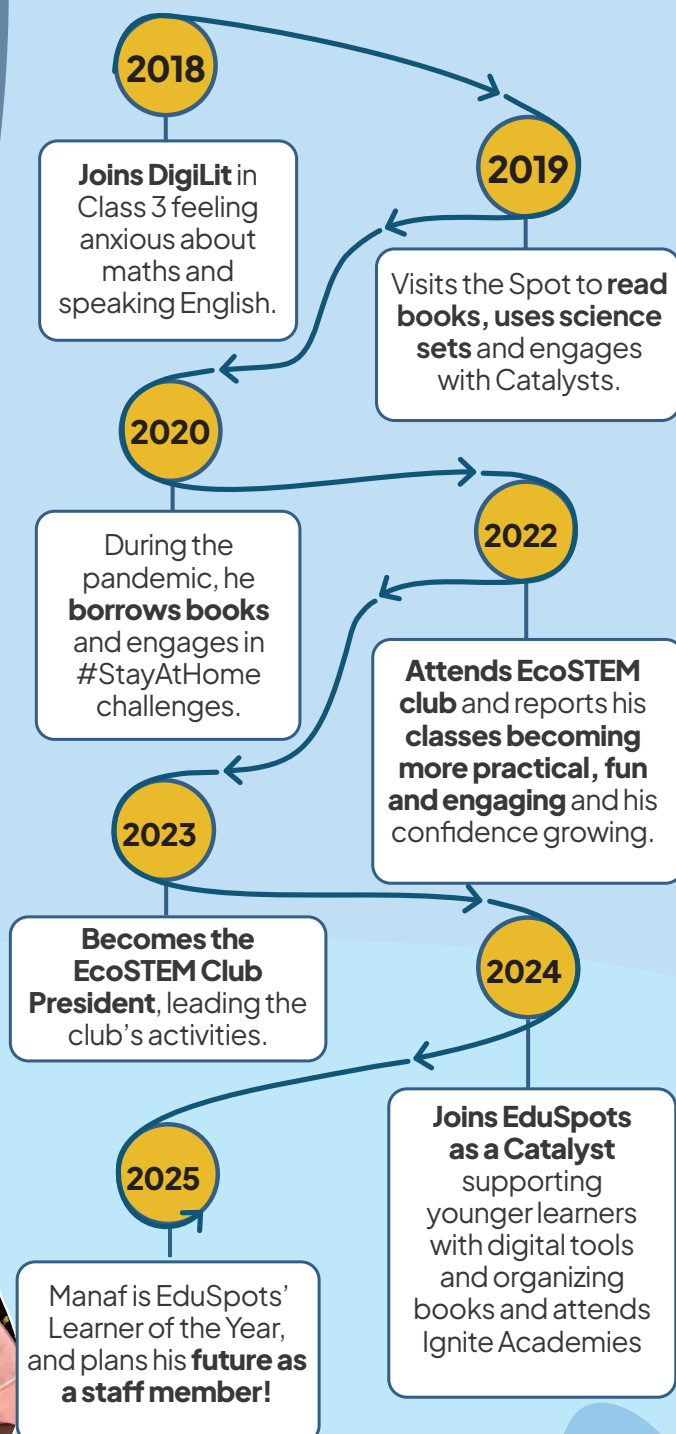 2018
Joins DigiLit in
Class 3 feeling
anxious about
maths and
speaking English.
2019
Visits the Spot to read
books, uses science
sets and engages
with Catalysts.
2020
During the
pandemic, he
borrows books
and engages in
#StayAtHome
challenges.
2022
Attends EcoSTEM
club and reports his
classes becoming
more practical, fun
and engaging and his
confidence growing.
2023
Becomes the
EcoSTEM Club
President, leading the
club's activities.
2024
Joins EduSpots
as a Catalyst
supporting
younger learners
with digital tools
and organizing
books and attends
Ignite Academies
2025
Manaf is EduSpots'
Learner of the Year,
and plans his future as
a staff member!